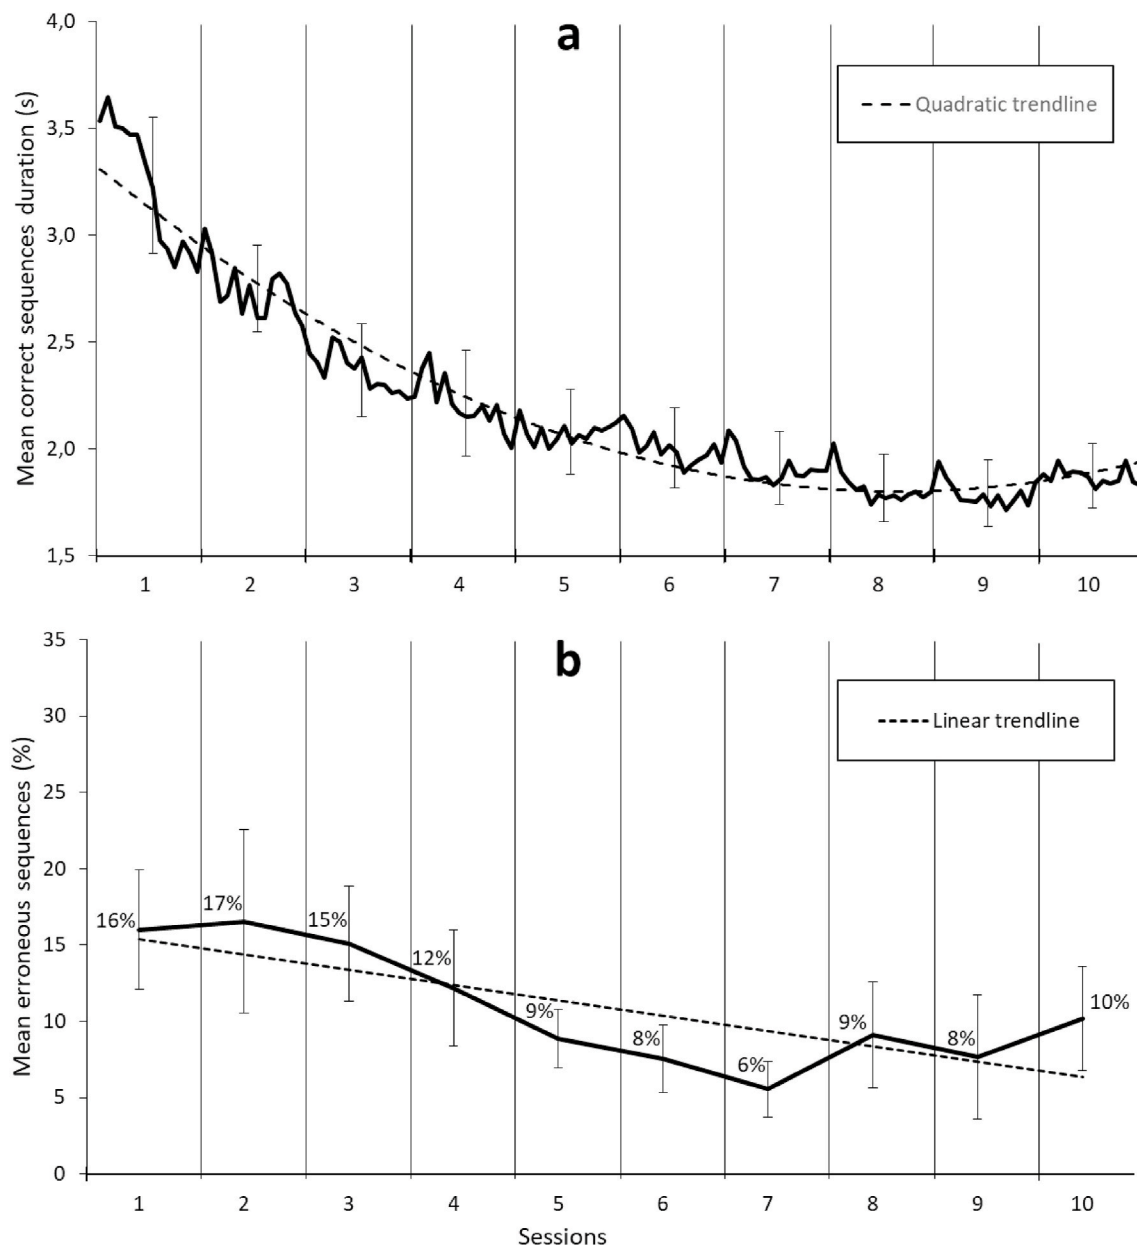 a
4,0
3,5
3,0
2,5
2,0
1,5
Mean correct sequences duration (s)
Quadratic trendline
1 2 3 4 5 6 7 8 9 10
b
35
30
25
20
15
10
5
0
Mean erroneous sequences (%)
Linear trendline
16% 17% 15% 12% 9% 8% 6% 9% 8% 10%
1 2 3 4 5 6 7 8 9 10
Sessions